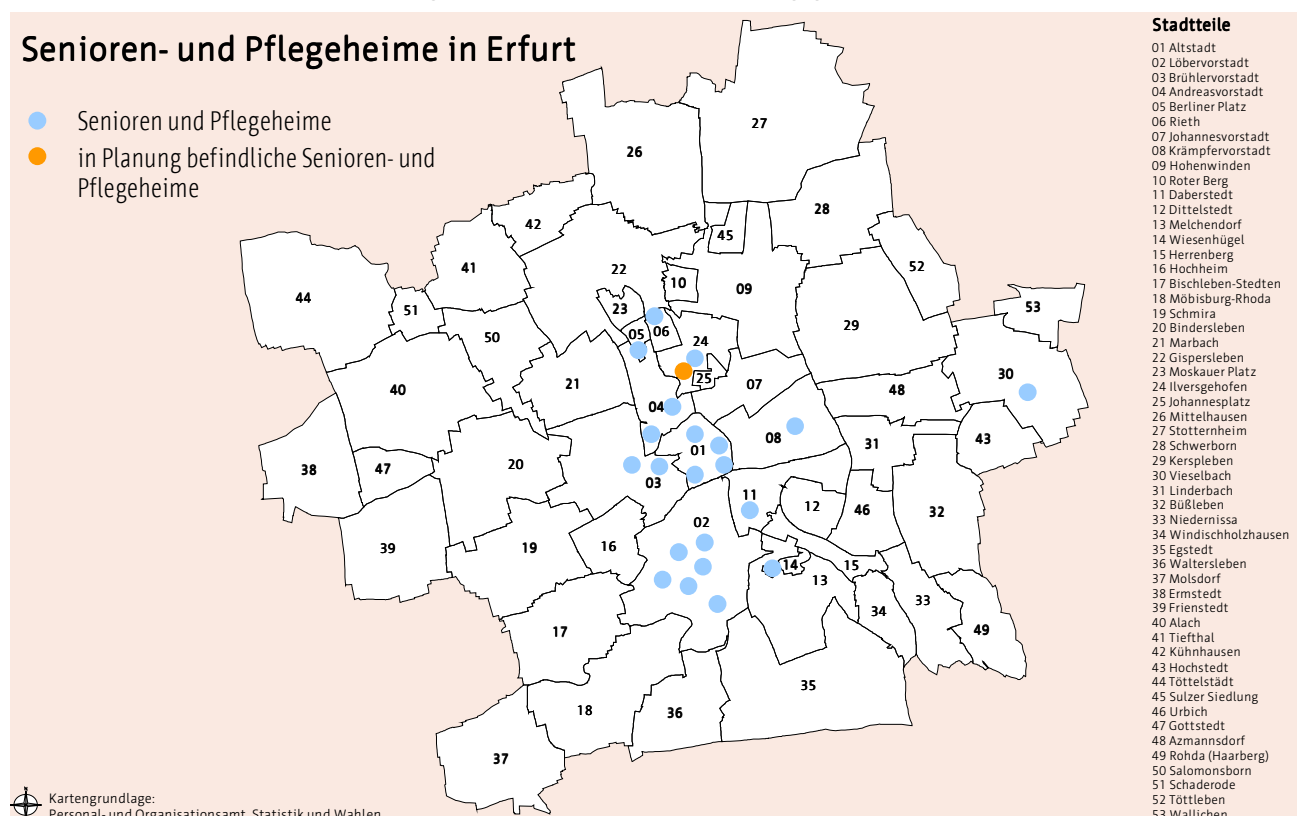 Senioren- und Pflegeheime in Erfurt
Senioren und Pflegeheime
in Planung befindliche Senioren- und
Pflegeheime
27
26
28
42
45
52
41
22
10
09
44
53
51
23
29
50
05
06
24
30
25
21
07
48
40
04
08
43
31
01
20
38
47
03
11
12
46
32
02
39
19
16
15
14
13
33
34
17
49
35
18
36
37
Stadtteile
01 Altstadt
02 Löbervorstadt
03 Brühlervorstadt
04 Andreasvorstadt
05 Berliner Platz
06 Rieth
07 Johannesvorstadt
08 Krämpfervorstadt
09 Hohenwinden
10 Roter Berg
11 Daberstedt
12 Dittelstedt
13 Melchendorf
14 Wiesenhügel
15 Herrenberg
16 Hochheim
17 Bischleben-Stedten
18 Möbisburg-Rhoda
19 Schmira
20 Bindersleben
21 Marbach
22 Gispersleben
23 Moskauer Platz
24 Ilversgehofen
25 Johannesplatz
26 Mittelhausen
27 Stotternheim
28 Schwerborn
29 Kerspleben
30 Vieselbach
31 Linderbach
32 Büßleben
33 Niedernissa
34 Windischholzhausen
35 Egstedt
36 Waltersleben
37 Molsdorf
38 Ermstedt
39 Frienstedt
40 Alach
41 Tiefthal
42 Kühnhausen
43 Hochstedt
44 Töttelstädt
45 Sulzer Siedlung
46 Urbich
47 Gottstedt
48 Azmannsdorf
49 Rohda (Haarberg)
50 Salomonsborn
51 Schaderode
52 Töttleben
53 Wallichen
Kartengrundlage:
Personal- und Organisationsamt, Statistik und Wahlen